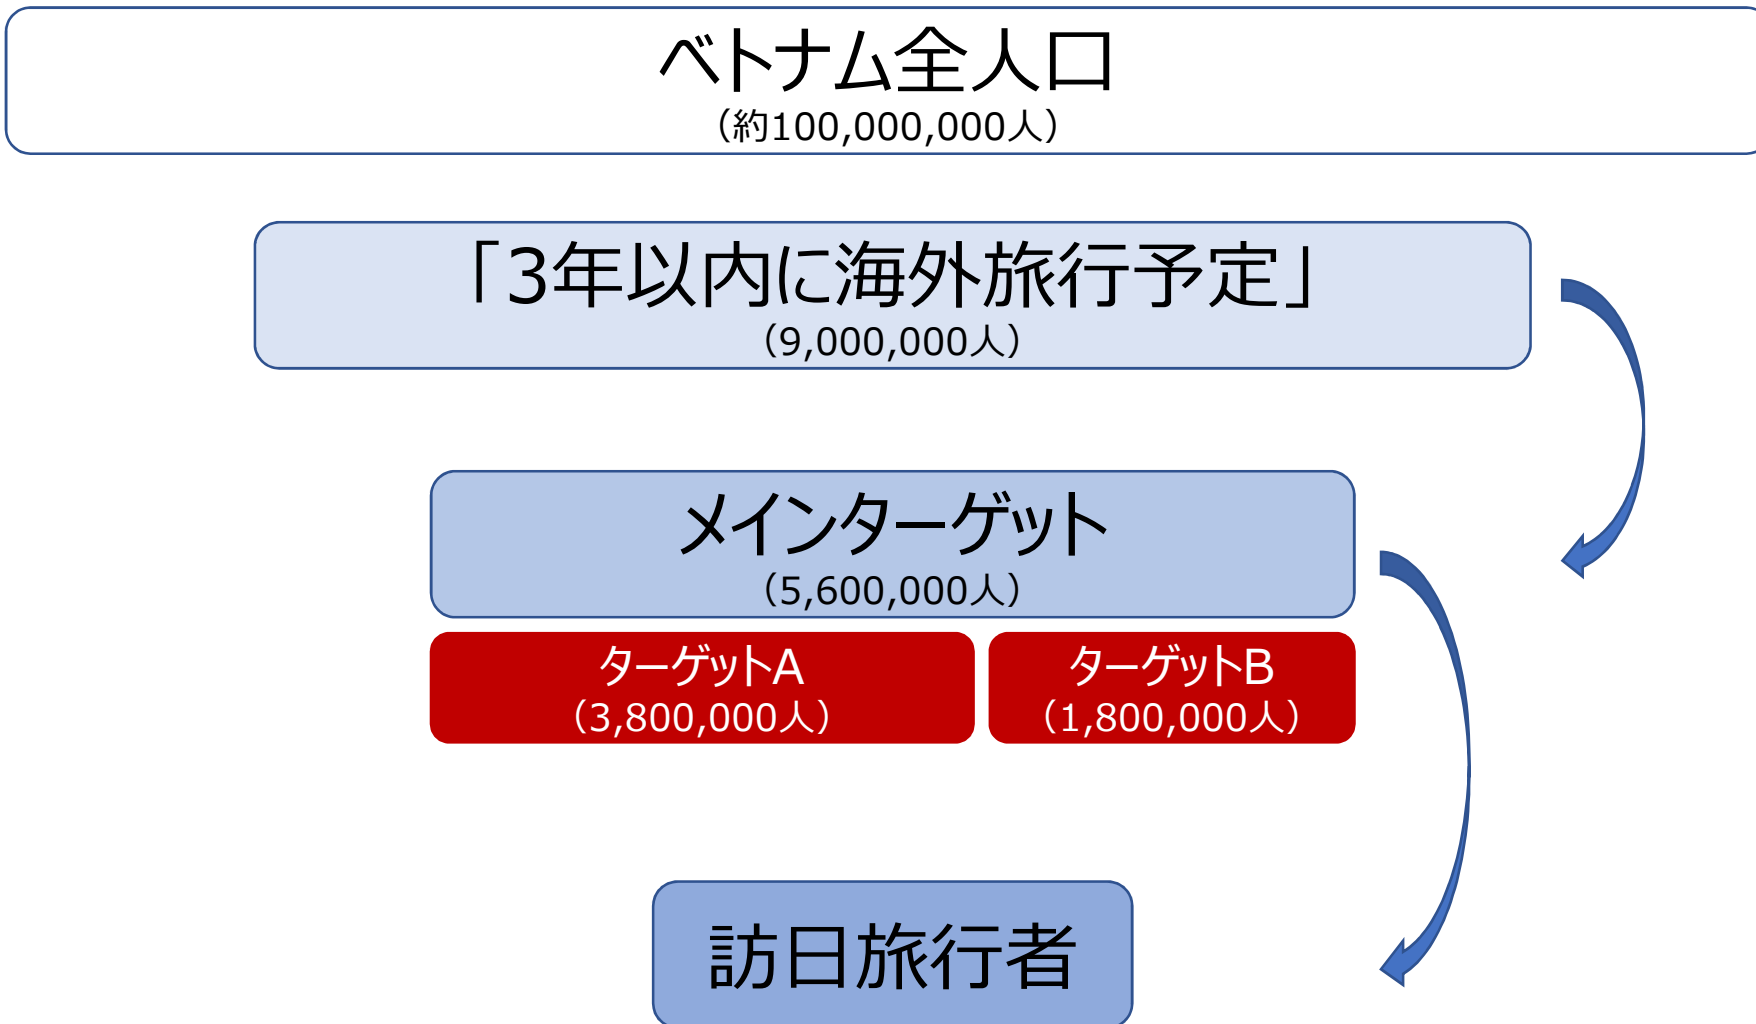 ベトナム全人口
（約100,000,000人）
「3年以内に海外旅行予定」
（9,000,000人）
メインターゲット
（5,600,000人）
ターゲットA
（3,800,000人）
ターゲットB
（1,800,000人）
訪日旅行者